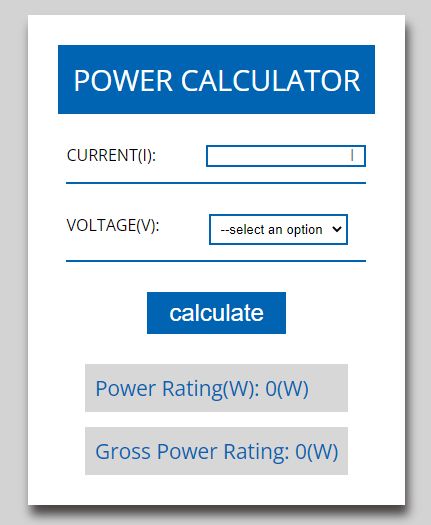 POWER CALCULATOR
CURRENT(I):
I
VOLTAGE(V):
--select an option
calculate
Power Rating(W): 0(W)
Gross Power Rating: 0(W)